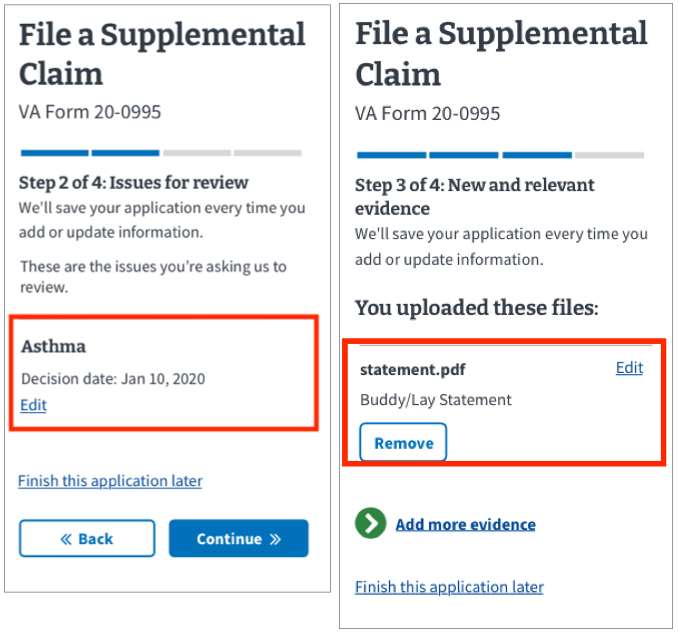 File a Supplemental
Claim
VA Form 20-0995
Step 2 of 4: Issues for review
We'll save your application every time you
add or update information.
These are the issues you’re asking us to
review.
Asthma
Decision date: Jan 10, 2020
Edit
Finish this application later
« Back
Continue »
File a Supplemental
Claim
VA Form 20-0995
Step 3 of 4: New and relevant
evidence
We'll save your application every time you
add or update information.
You uploaded these files:
statement.pdf
Edit
Buddy/Lay Statement
Remove
Add more evidence
Finish this application later